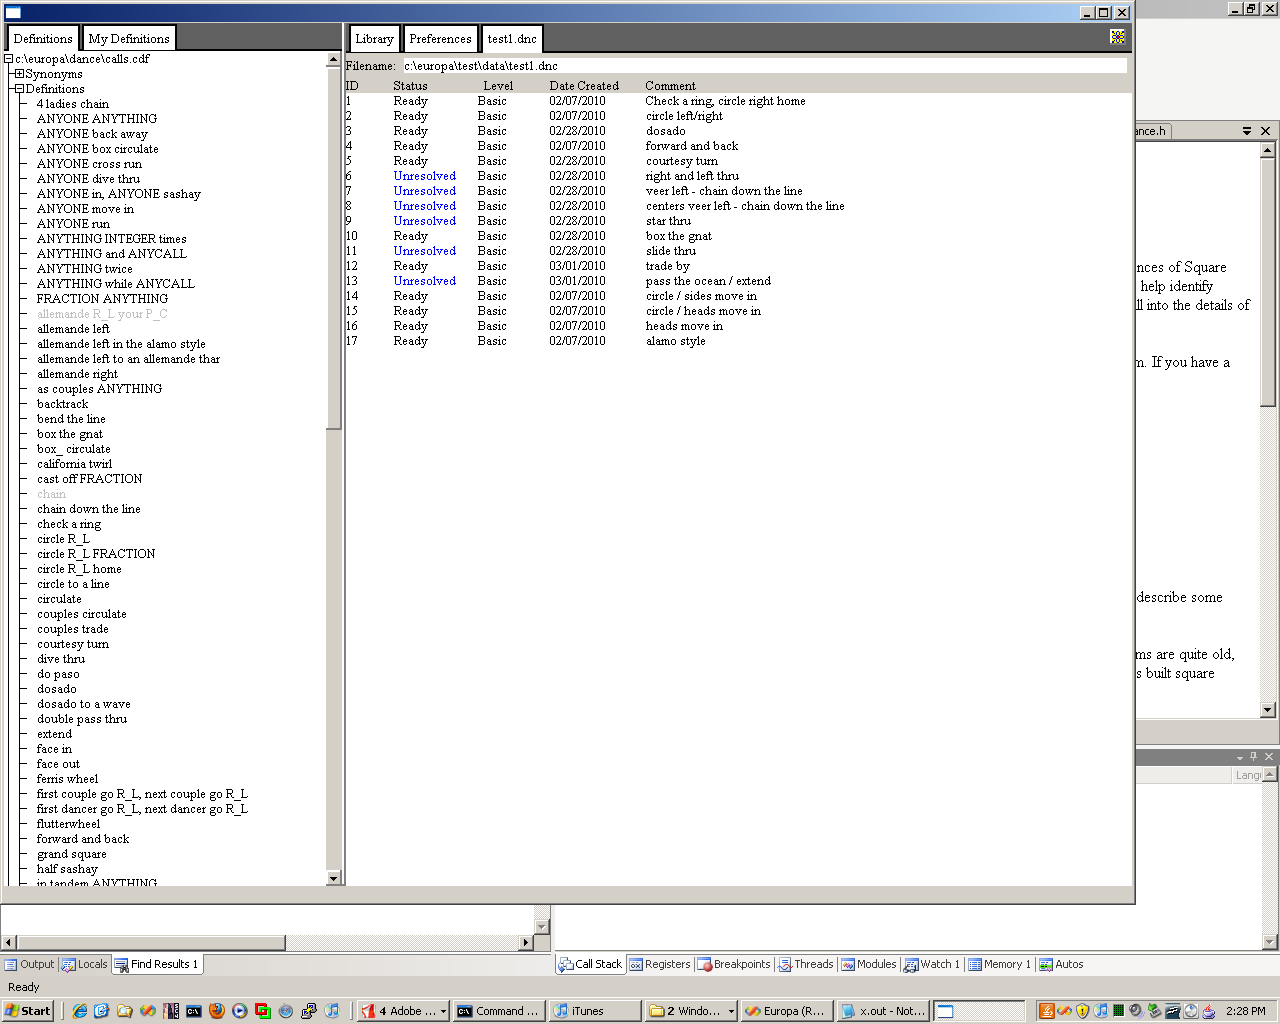 Definitions
My Definitions
c:\europa\dance\calls.cdf
Synonyms
Definitions
4 ladies chain
ANYONE ANYTHING
ANYONE back away
ANYONE box circulate
ANYONE cross run
ANYONE dive thru
ANYONE in, ANYONE sashay
ANYONE move in
ANYONE run
ANYTHING INTEGER times
ANYTHING and ANYCALL
ANYTHING twice
ANYTHING while ANYCALL
FRACTION ANYTHING
allemande R_L your P_C
allemande left
allemande left in the alamo style
allemande left to an allemande thar
allemande right
as couples ANYTHING
backtrack
bend the line
box the gnat
box_ circulate
california twirl
cast off FRACTION
chain
chain down the line
check a ring
circle R_L
circle R_L FRACTION
circle R_L home
circle to a line
circulate
couples circulate
couples trade
courtesy turn
dive thru
do paso
dosado
dosado to a wave
double pass thru
extend
face in
face out
ferris wheel
first couple go R_L, next couple go R_L
first dancer go R_L, next dancer go R_L
flutterwheel
forward and back
grand square
half sashay
in tandem ANYTHING
Library
Preferences
test1.dnc
Filename: c:\europa\test\data\test1.dnc
ID Status Level Date Created Comment
1 Ready Basic 02/07/2010 Check a ring, circle right home
2 Ready Basic 02/07/2010 circle left/right
3 Ready Basic 02/28/2010 dosado
4 Ready Basic 02/07/2010 forward and back
5 Ready Basic 02/28/2010 courtesy turn
6 Unresolved Basic 02/28/2010 right and left thru
7 Unresolved Basic 02/28/2010 veer left - chain down the line
8 Unresolved Basic 02/28/2010 centers veer left - chain down the line
9 Unresolved Basic 02/28/2010 star thru
10 Ready Basic 02/28/2010 box the gnat
11 Unresolved Basic 02/28/2010 slide thru
12 Ready Basic 03/01/2010 trade by
13 Unresolved Basic 03/01/2010 pass the ocean / extend
14 Ready Basic 02/07/2010 circle / sides move in
15 Ready Basic 02/07/2010 circle / heads move in
16 Ready Basic 02/07/2010 heads move in
17 Ready Basic 02/07/2010 alamo style
ance.h
nces of Square
help identify
ll into the details of
m. If you have a
describe some
ms are quite old,
s built square
Langu
Output
Locals
Find Results 1
Call Stack
Registers
Breakpoints
Threads
Modules
Watch 1
Memory 1
Autos
Ready
Start
4 Adobe ...
Command ...
iTunes
2 Windo...
Europa (R...
x.out - Not...
2:28 PM